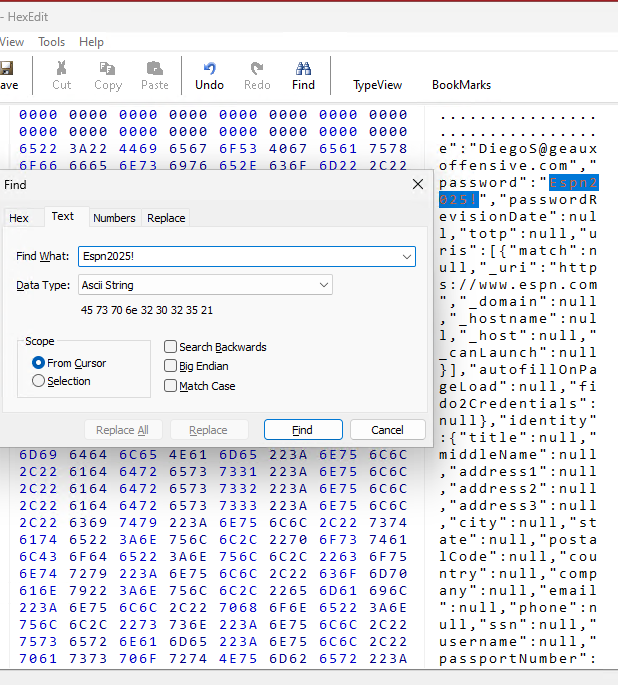 - HexEdit
View Tools Help
ave Cut Copy Paste Undo Redo Find TypeView BookMarks
0000 0000 0000 0000 0000 0000 0000 0000 ................
0000 0000 0000 0000 0000 0000 0000 0000 ................
6522 3A22 4469 6567 6F53 4067 6561 7578 e":"DiegoS@geaux
6F66 6665 6E73 6976 652E 636F 6D22 2C22 offensive.com","
password":"Espn2
025!","passwordR
evisionDate":nul
l,"totp":null,"u
ris":[{"match":n
ull,"_uri":"http
s://www.espn.com
","_domain":null
,"_hostname":nul
l,"_host":null,"
_canLaunch":null
}],"autofillOnPa
geLoad":null,"fi
do2Credentials":
null},"identity"
:{"title":null,"
Find
Hex Text Numbers Replace
Find What: Espn2025!
Data Type: Ascii String
45 73 70 6e 32 30 32 35 21
Scope
From Cursor
Selection
Search Backwards
Big Endian
Match Case
Replace All Replace Find Cancel
6D69 6464 6C65 4E61 6D65 223A 6E75 6C6C middleName":null
2C22 6164 6472 6573 7331 223A 6E75 6C6C ,"address1":null
2C22 6164 6472 6573 7332 223A 6E75 6C6C ,"address2":null
2C22 6164 6472 6573 7333 223A 6E75 6C6C ,"address3":null
2C22 6369 7479 223A 6E75 6C6C 2C22 7374 ,"city":null,"st
6174 6522 3A6E 756C 6C2C 2270 6F73 7461 ate":null,"posta
6C43 6F64 6522 3A6E 756C 6C2C 2263 6F75 lCode":null,"cou
6E74 7279 223A 6E75 6C6C 2C22 636F 6D70 ntry":null,"comp
616E 7922 3A6E 756C 6C2C 2265 6D61 696C any":null,"email
223A 6E75 6C6C 2C22 7068 6F6E 6522 3A6E ":null,"phone":n
756C 6C2C 2273 736E 223A 6E75 6C6C 2C22 ull,"ssn":null,"
7573 6572 6E61 6D65 223A 6E75 6C6C 2C22 username":null,"
7061 7373 706F 7274 4E75 6D62 6572 223A passportNumber":